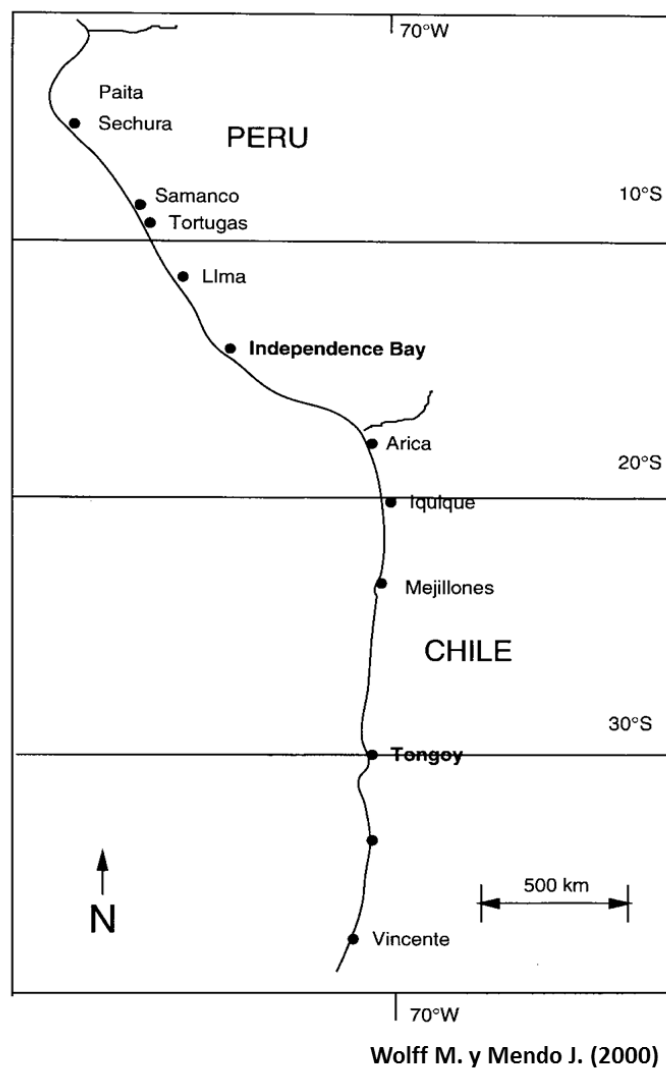 70°W
Paita
Sechura
PERU
Samanco
10°S
Tortugas
LIma
Independence Bay
Arica
20°S
Iquique
Mejillones
CHILE
30°S
Tongoy
500 km
N
Vincente
70°W
Wolff M. y Mendo J. (2000)